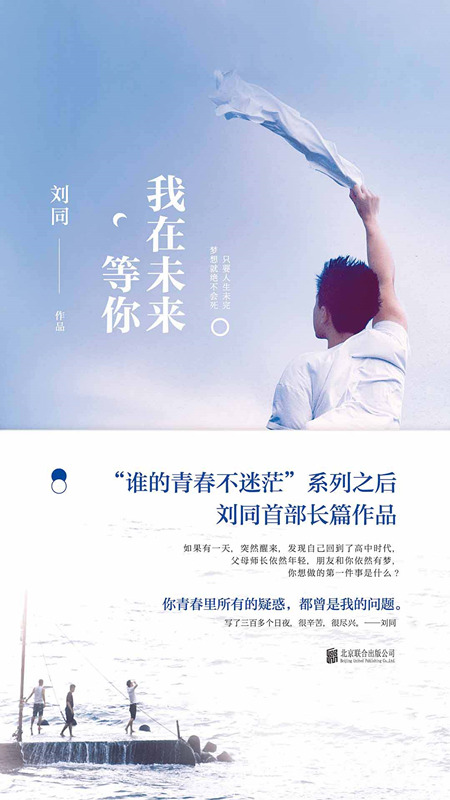 我在未来
等你
刘同
作品
只要人生未完
梦想就绝不会死
“谁的青春不迷茫”系列之后
刘同首部长篇作品
如果有一天，突然醒来，发现自己回到了高中时代，
父母师长依然年轻，朋友和你依然有梦，
你想做的第一件事是什么？
你青春里所有的疑惑，都曾是我的问题。
写了三百多个日夜，很辛苦，很尽兴。——刘同
北京联合出版公司
Beijing United Publishing Co.,Ltd.